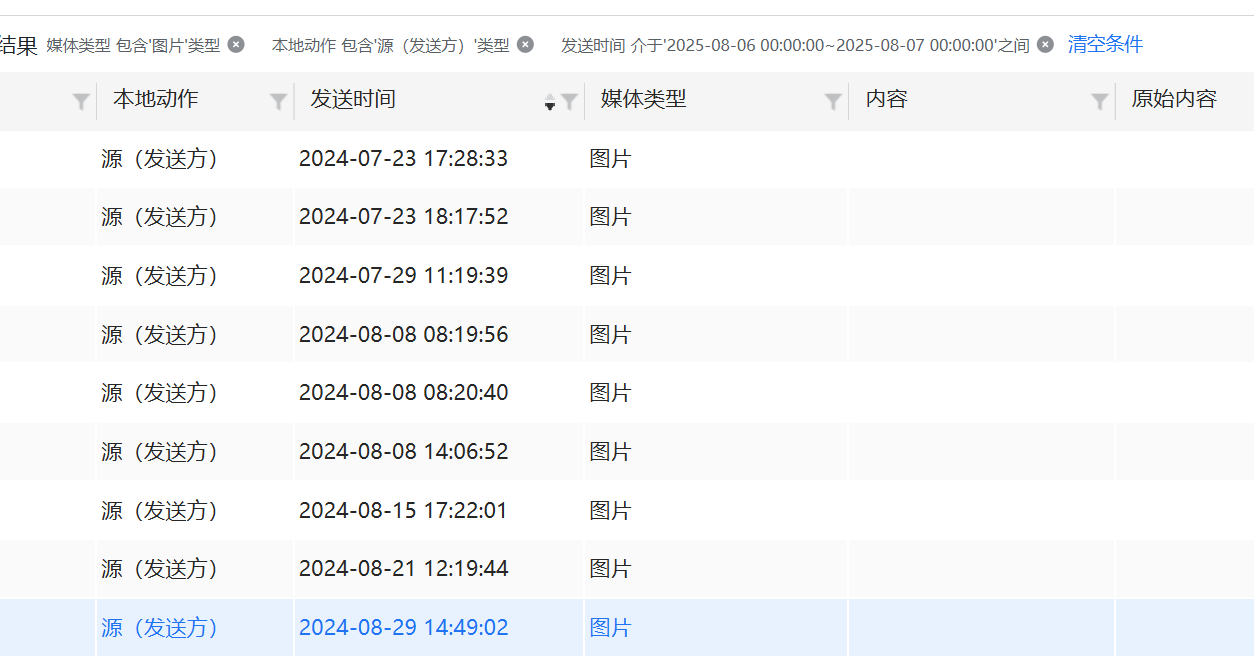 结果 媒体类型 包含'图片'类型 本地动作 包含'源（发送方）'类型 发送时间 介于'2025-08-06 00:00:00~2025-08-07 00:00:00'之间 清空条件
本地动作 发送时间 媒体类型 内容 原始内容
源（发送方） 2024-07-23 17:28:33 图片
源（发送方） 2024-07-23 18:17:52 图片
源（发送方） 2024-07-29 11:19:39 图片
源（发送方） 2024-08-08 08:19:56 图片
源（发送方） 2024-08-08 08:20:40 图片
源（发送方） 2024-08-08 14:06:52 图片
源（发送方） 2024-08-15 17:22:01 图片
源（发送方） 2024-08-21 12:19:44 图片
源（发送方） 2024-08-29 14:49:02 图片